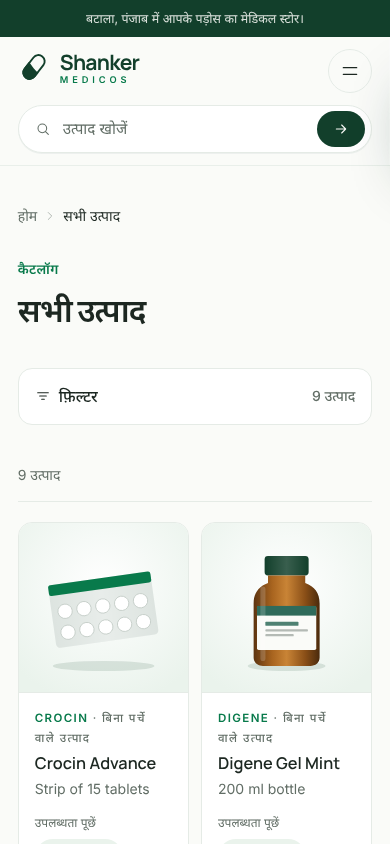 बटाला, पंजाब में आपके पड़ोस का मेडिकल स्टोर।
Shanker
MEDICOS
उत्पाद खोजें
होम
सभी उत्पाद
कैटलॉग
सभी उत्पाद
फ़िल्टर
9 उत्पाद
9 उत्पाद
CROCIN · बिना पर्चे
वाले उत्पाद
Crocin Advance
Strip of 15 tablets
उपलब्धता पूछें
DIGENE · बिना पर्चे
वाले उत्पाद
Digene Gel Mint
200 ml bottle
उपलब्धता पूछें